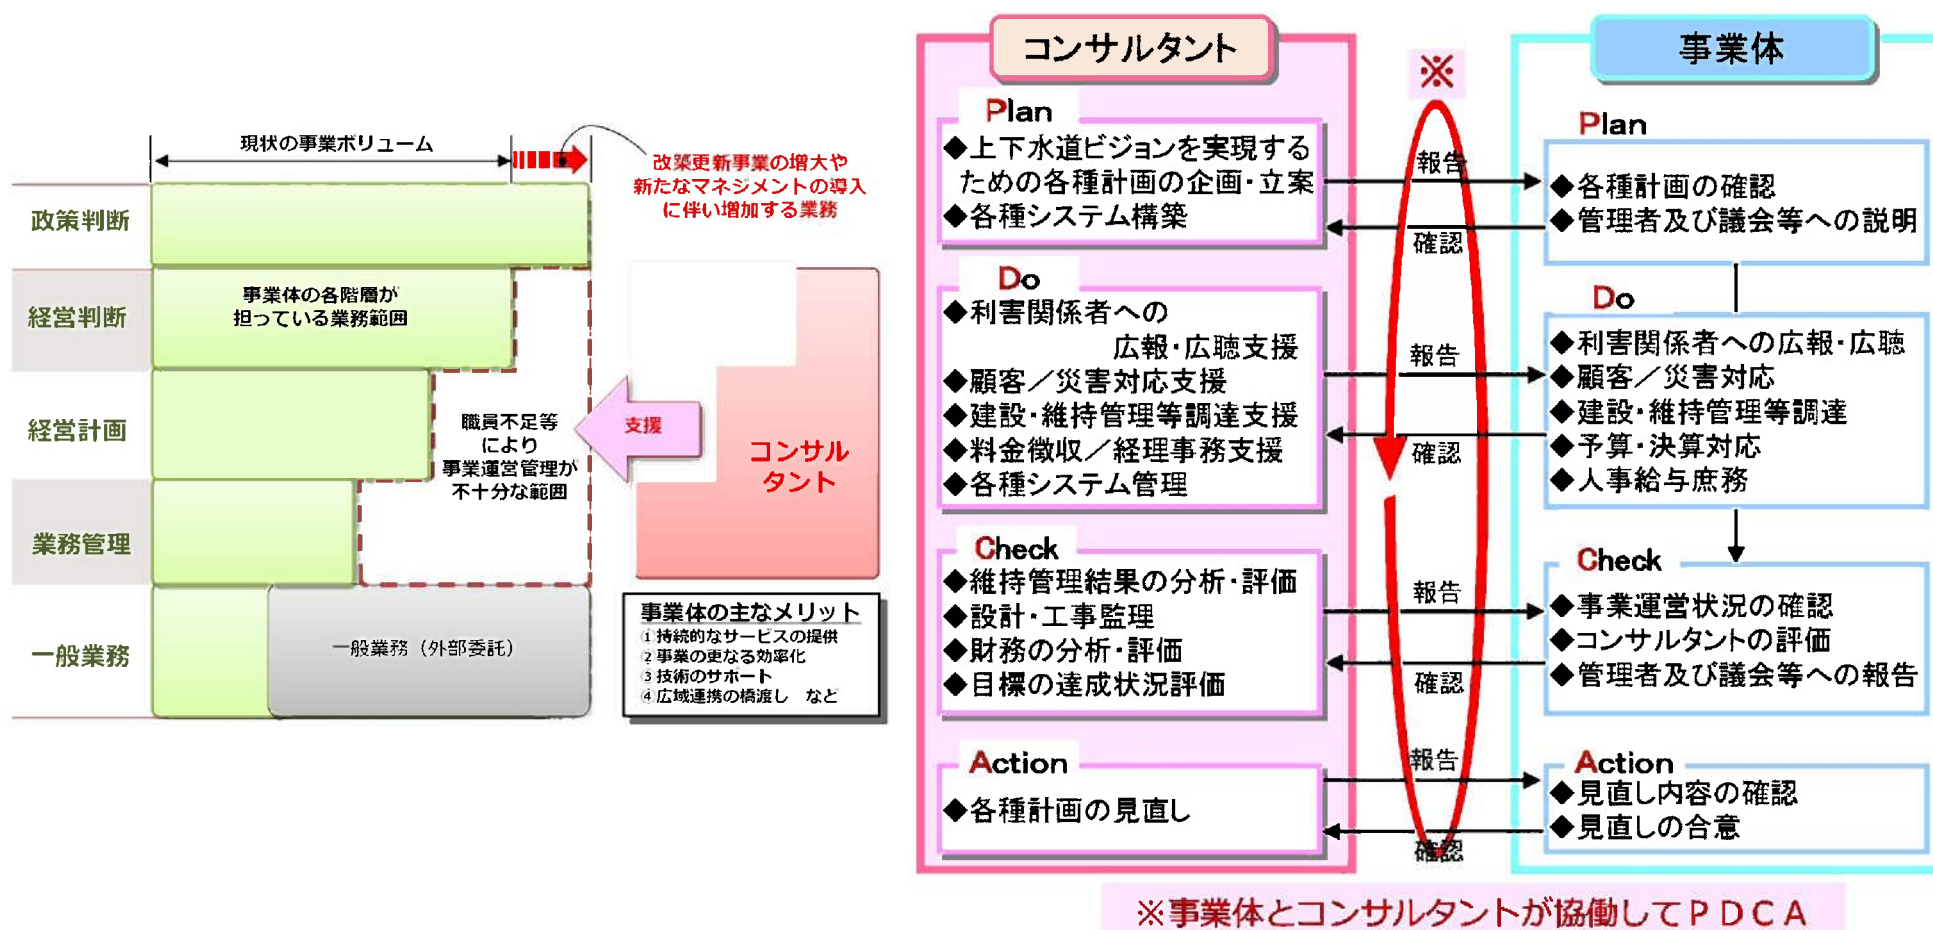 現状の事業ボリューム
改築更新事業の増大や
新たなマネジメントの導入
に伴い増加する業務
政策判断
経営判断
経営計画
業務管理
一般業務
事業体の各階層が
担っている業務範囲
職員不足等
により
事業運営管理が
不十分な範囲
支援
コンサル
タント
一般業務（外部委託）
事業体の主なメリット
①持続的なサービスの提供
②事業の更なる効率化
③技術のサポート
④広域連携の橋渡し　など
コンサルタント
Plan
◆上下水道ビジョンを実現する
ための各種計画の企画・立案
◆各種システム構築
Do
◆利害関係者への
広報・広聴支援
◆顧客／災害対応支援
◆建設・維持管理等調達支援
◆料金徴収／経理事務支援
◆各種システム管理
Check
◆維持管理結果の分析・評価
◆設計・工事監理
◆財務の分析・評価
◆目標の達成状況評価
Action
◆各種計画の見直し
※
報告
確認
報告
確認
報告
確認
報告
確認
事業体
Plan
◆各種計画の確認
◆管理者及び議会等への説明
Do
◆利害関係者への広報・広聴
◆顧客／災害対応
◆建設・維持管理等調達
◆予算・決算対応
◆人事給与庶務
Check
◆事業運営状況の確認
◆コンサルタントの評価
◆管理者及び議会等への報告
Action
◆見直し内容の確認
◆見直しの合意
※事業体とコンサルタントが協働してＰＤＣＡ